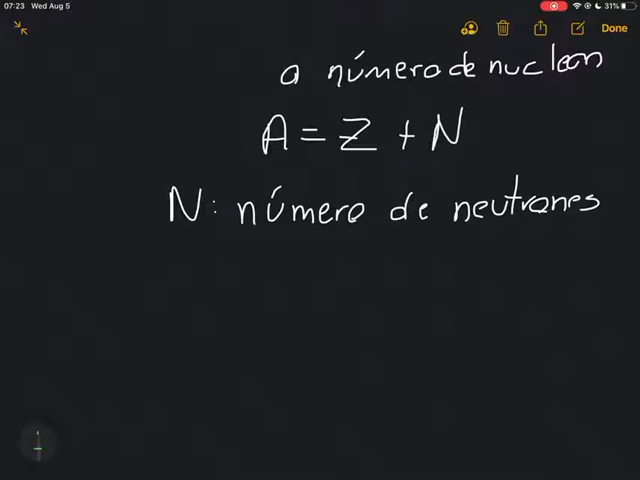 07:23 Wed Aug 5 31%
Done
a número de nucleon
A = Z + N
N: número de neutrones